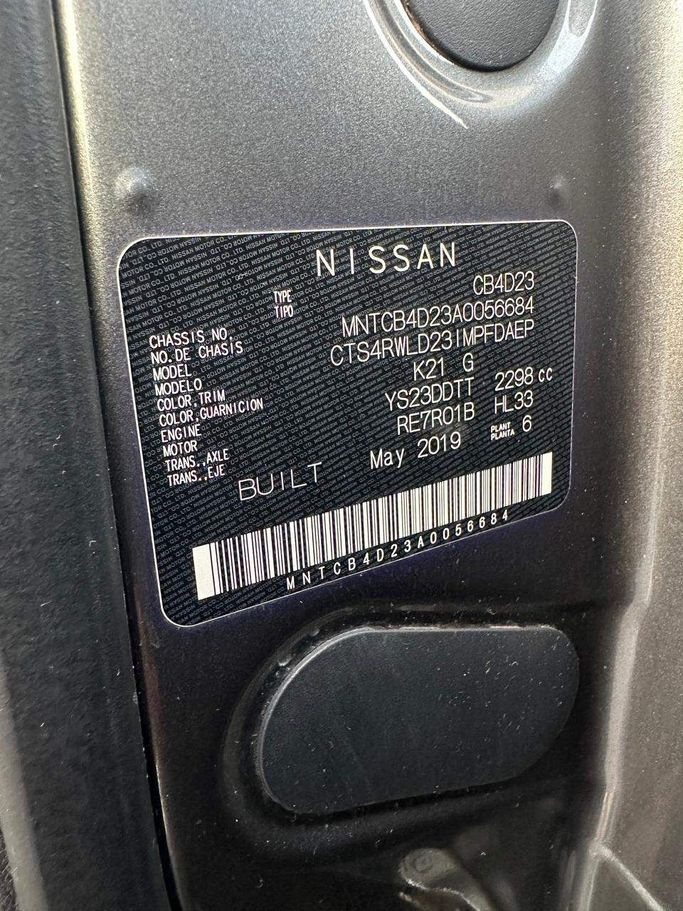 NISSAN
TYPE CB4D23
TIPO
CHASSIS NO. MNTCB4D23A0056684
NO. DE CHASIS
MODEL CTS4RWLD23IMPFDAEP
MODELO
COLOR,TRIM K21 G
COLOR,GUARNICION
ENGINE YS23DDTT 2298 cc
MOTOR
TRANS.,AXLE RE7R01B HL33
TRANS.,EJE
BUILT May 2019 PLANT 6
PLANTA
MNTCB4D23A0056684